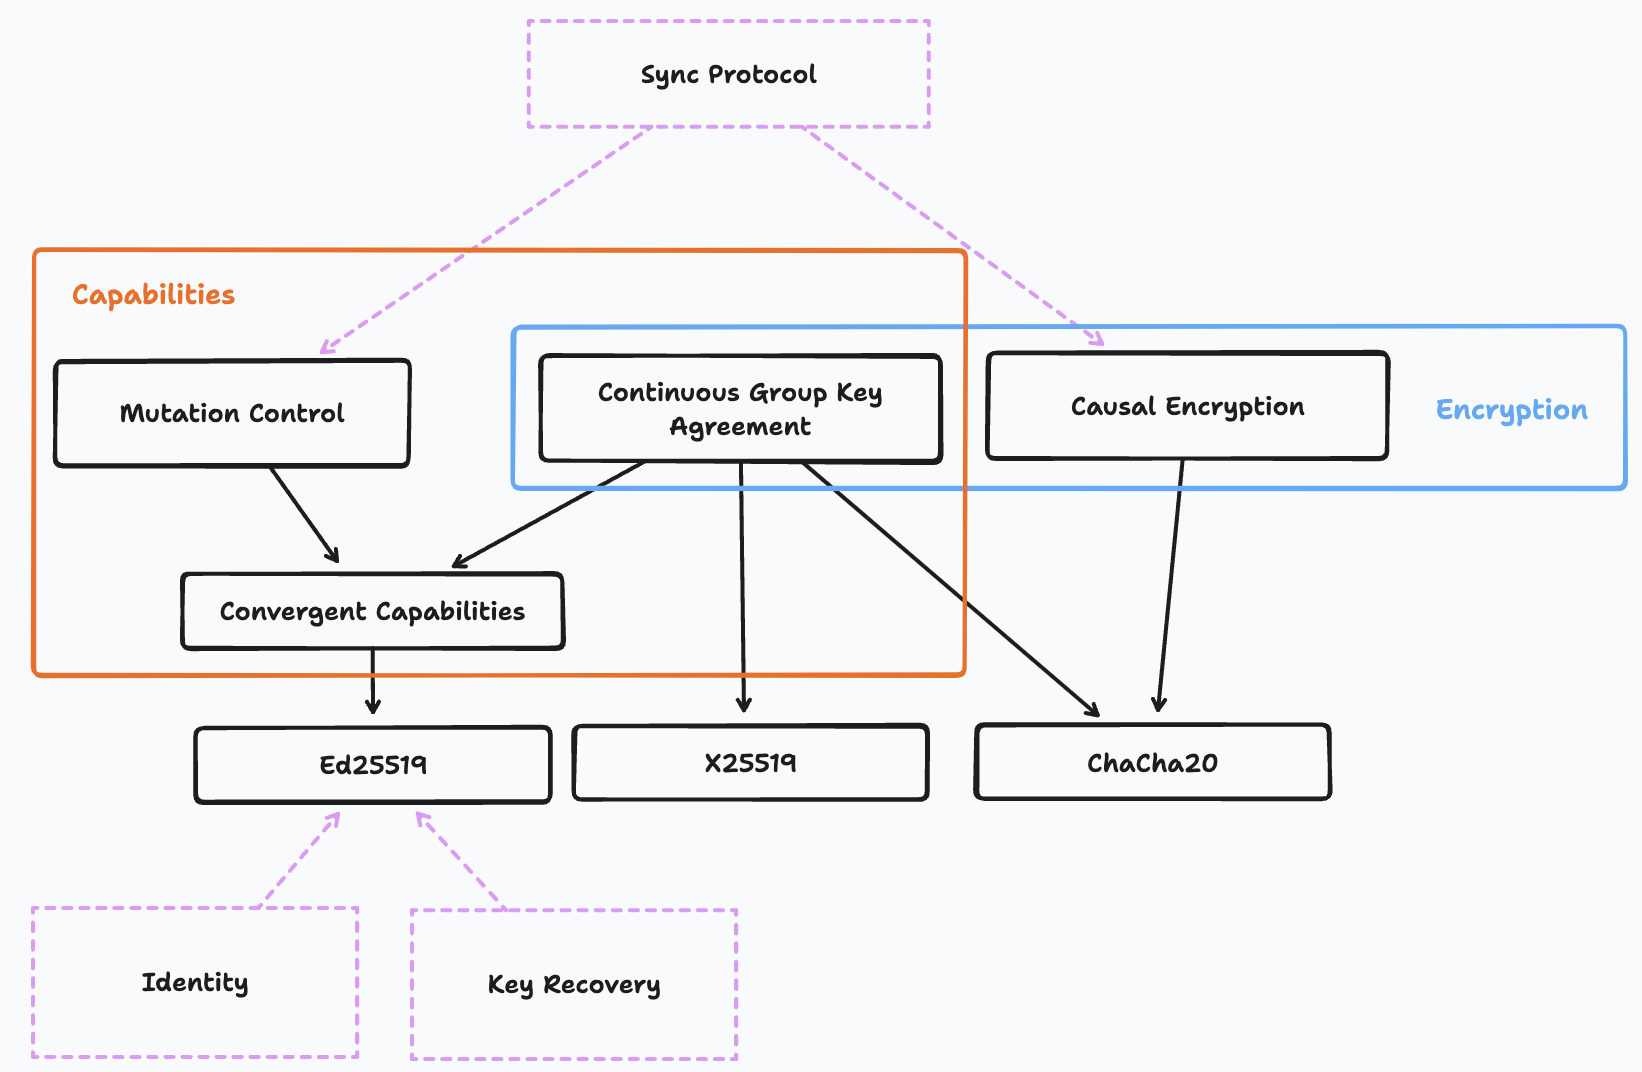 Sync Protocol
Capabilities
Mutation Control
Continuous Group Key
Agreement
Causal Encryption
Encryption
Convergent Capabilities
Ed25519
X25519
ChaCha20
Identity
Key Recovery